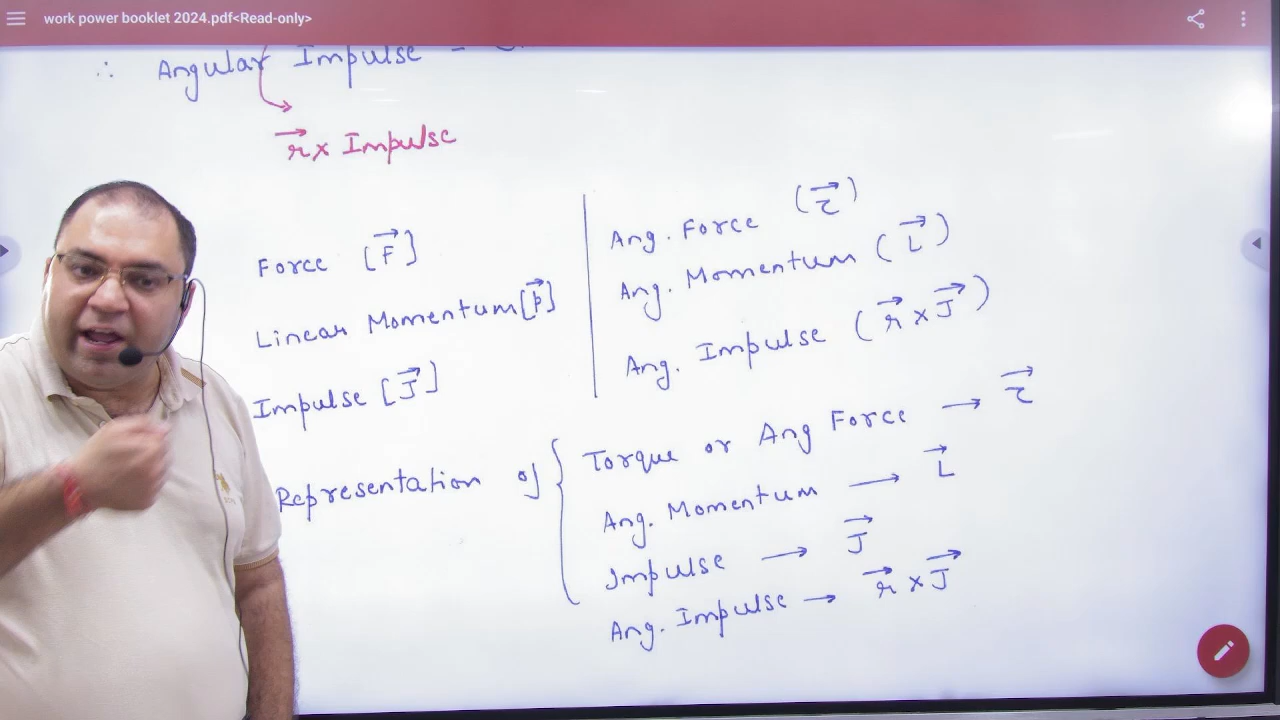 work power booklet 2024.pdf<Read-only>
∴ Angular Impulse =
r⃗ x Impulse
Force [F⃗]
Linear Momentum [p⃗]
Impulse [J⃗]
Ang. Force (τ⃗)
Ang. Momentum (L⃗)
Ang. Impulse (r⃗ x J⃗)
Representation of { Torque or Ang Force → τ⃗
Ang. Momentum → L⃗
Impulse → J⃗
Ang. Impulse → r⃗ x J⃗